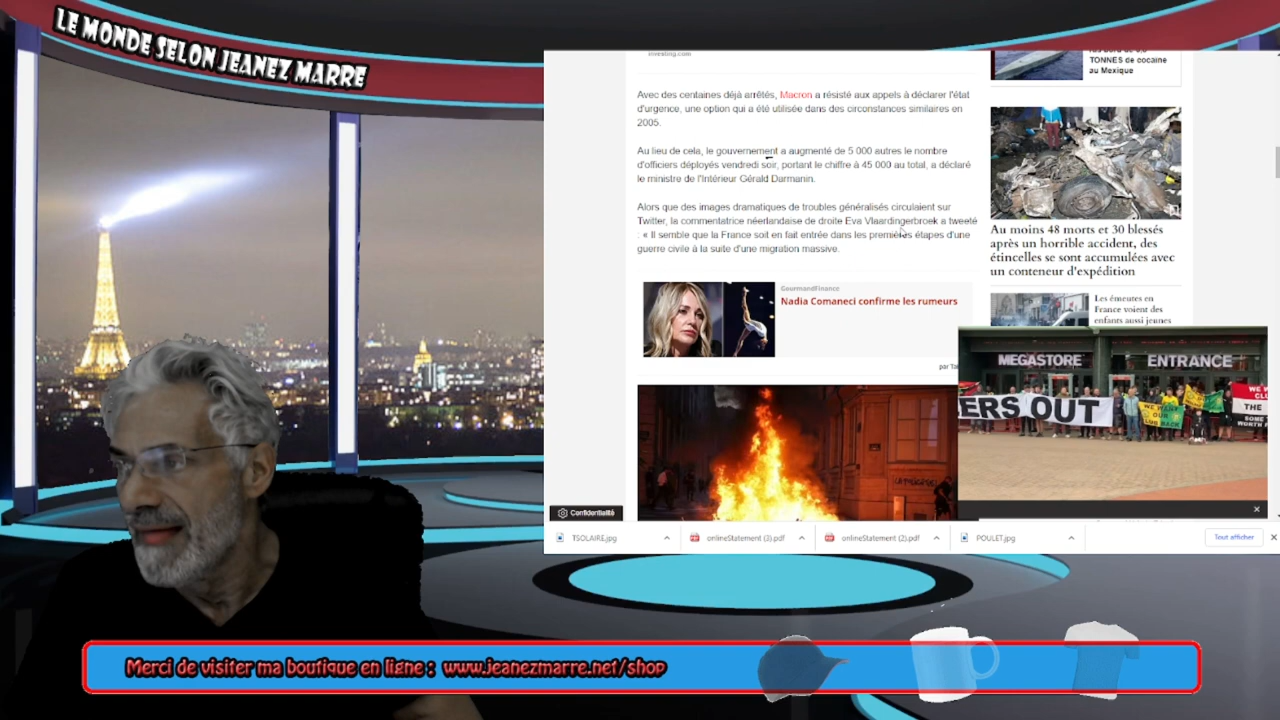 LE MONDE SELON JEANEZ MARRE
investing.com
Avec des centaines déjà arrêtés, Macron a résisté aux appels à déclarer l'état
d'urgence, une option qui a été utilisée dans des circonstances similaires en
2005.
Au lieu de cela, le gouvernement a augmenté de 5 000 autres le nombre
d'officiers déployés vendredi soir, portant le chiffre à 45 000 au total, a déclaré
le ministre de l'Intérieur Gérald Darmanin.
Alors que des images dramatiques de troubles généralisés circulaient sur
Twitter, la commentatrice néerlandaise de droite Eva Vlaardingerbroek a tweeté
: « Il semble que la France soit en fait entrée dans les premières étapes d'une
guerre civile à la suite d'une migration massive.
GourmandFinance
Nadia Comaneci confirme les rumeurs
par
TONNES de cocaine
au Mexique
Au moins 48 morts et 30 blessés
après un horrible accident, des
étincelles se sont accumulées avec
un conteneur d'expédition
Les émeutes en
France voient des
enfants aussi jeunes
MEGASTORE
ENTRANCE
ERS OUT
WE WANT
OUR
BACK
WE
THE
Confidentialité
TSOLAIRE.jpg
onlineStatement (3).pdf
onlineStatement (2).pdf
POULET.jpg
Tout afficher
Merci de visiter ma boutique en ligne : www.jeanezmarre.net/shop